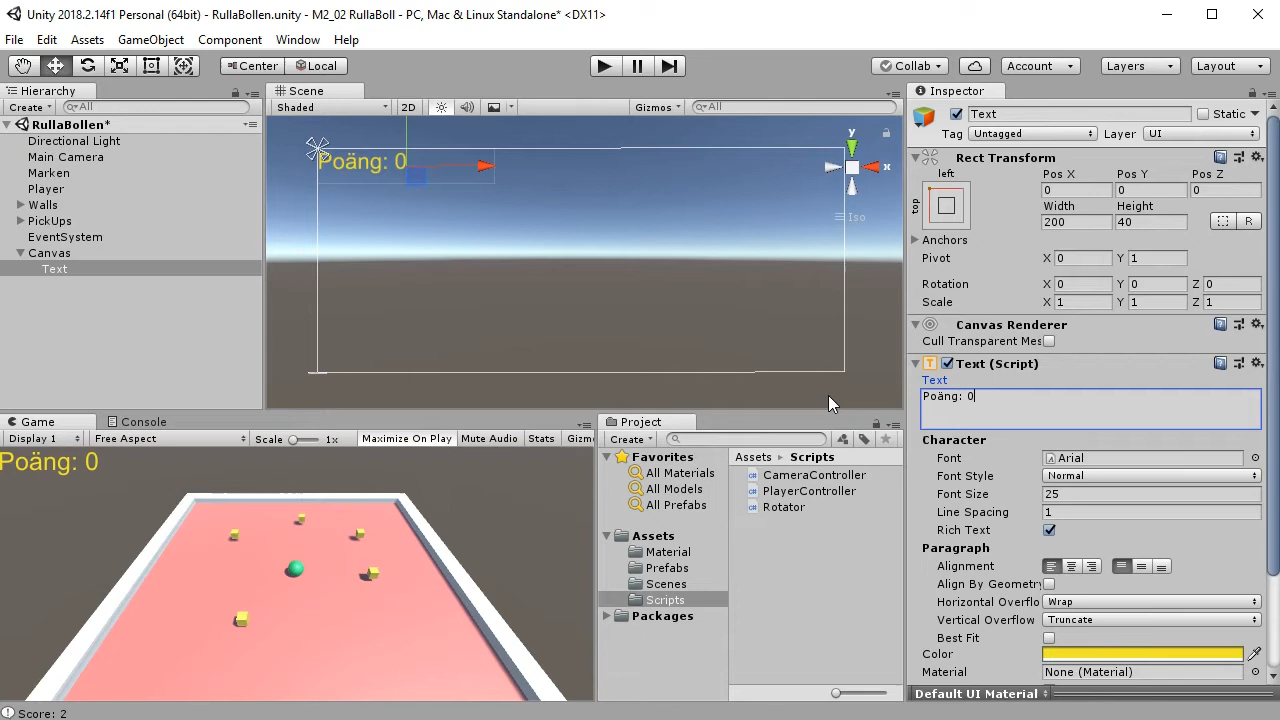 Unity 2018.2.14f1 Personal (64bit) - RullaBollen.unity - M2_02 RullaBoll - PC, Mac & Linux Standalone* <DX11>
File Edit Assets GameObject Component Window Help
Center Local Collab Account Layers Layout
Hierarchy
Create All
RullaBollen*
Directional Light
Main Camera
Marken
Player
Walls
PickUps
EventSystem
Canvas
Text
Scene
Shaded 2D Gizmos All
Poäng: 0
y
x
Iso
Inspector
Text Static
Tag Untagged Layer UI
Rect Transform
left Pos X Pos Y Pos Z
top 0 0 0
Width Height
200 40
R
Anchors
Pivot X 0 Y 1
Rotation X 0 Y 0 Z 0
Scale X 1 Y 1 Z 1
Canvas Renderer
Cull Transparent Mes
Text (Script)
Text
Poäng: 0
Character
Font Arial
Font Style Normal
Font Size 25
Line Spacing 1
Rich Text
Paragraph
Alignment
Align By Geometry
Horizontal Overflo Wrap
Vertical Overflow Truncate
Best Fit
Color
Material None (Material)
Default UI Material
Game Console
Display 1 Free Aspect Scale 1x Maximize On Play Mute Audio Stats Gizm
Poäng: 0
Project
Create
Favorites
All Materials
All Models
All Prefabs
Assets
Material
Prefabs
Scenes
Scripts
Packages
Assets Scripts
CameraController
PlayerController
Rotator
Score: 2